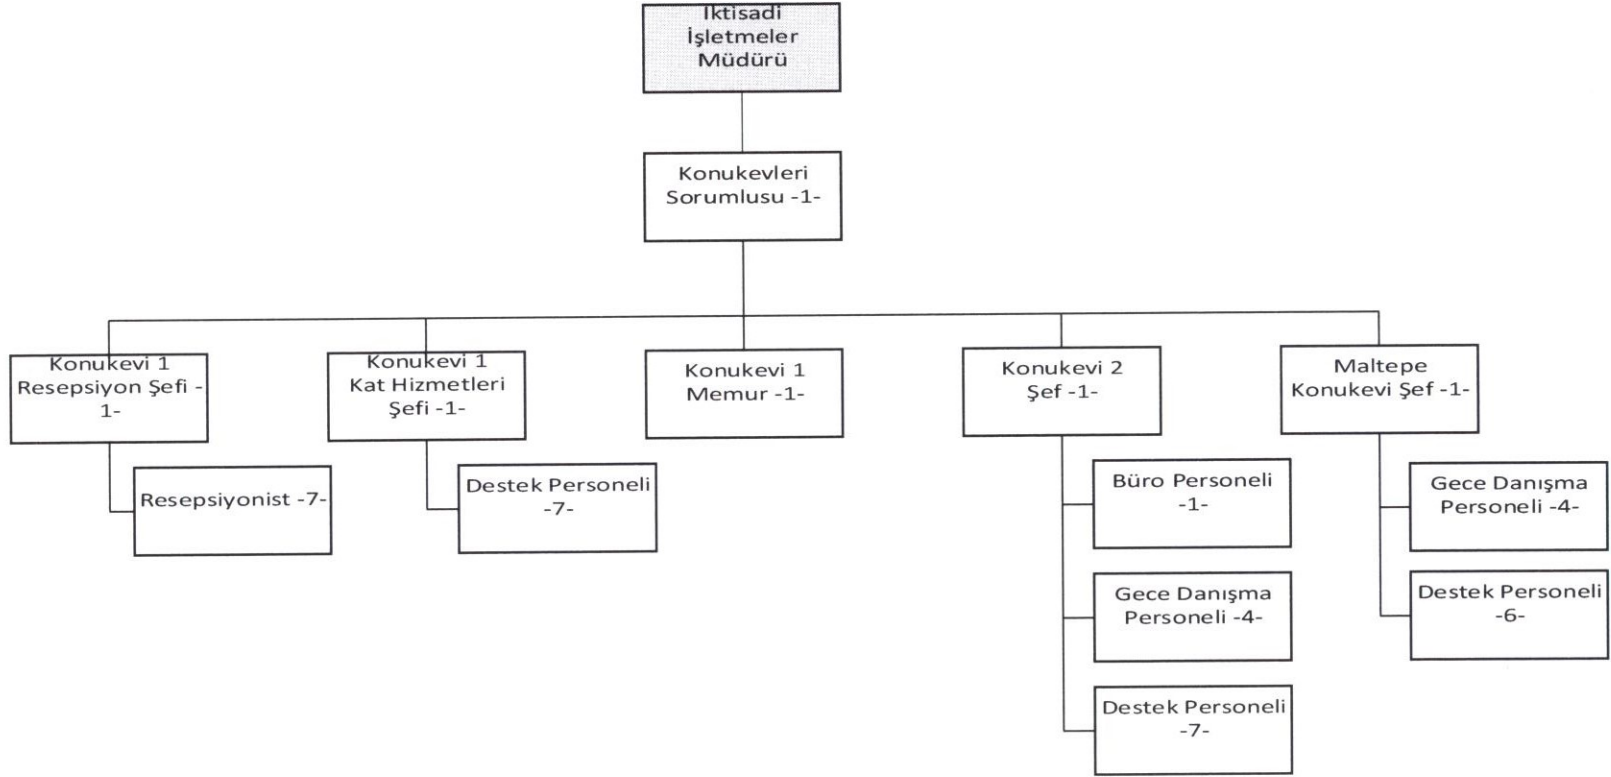 İktisadi
İşletmeler
Müdürü
Konukevleri
Sorumlusu -1-
Konukevi 1
Resepsiyon Şefi -
1-
Konukevi 1
Kat Hizmetleri
Şefi -1-
Konukevi 1
Memur -1-
Konukevi 2
Şef -1-
Maltepe
Konukevi Şef -1-
Resepsiyonist -7-
Destek Personeli
-7-
Büro Personeli
-1-
Gece Danışma
Personeli -4-
Destek Personeli
-7-
Gece Danışma
Personeli -4-
Destek Personeli
-6-